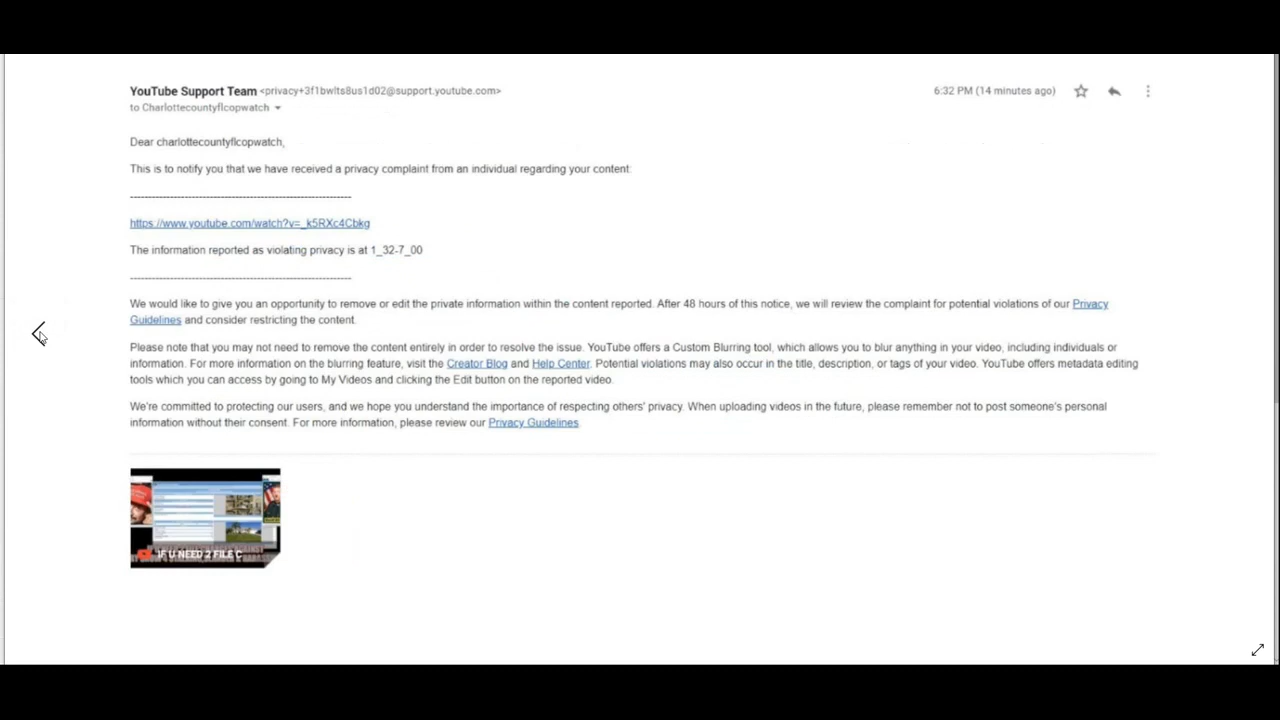 YouTube Support Team <privacy+3f1bwlts8us1d02@support.youtube.com>
6:32 PM (14 minutes ago)
to Charlottecountyflcopwatch
Dear charlottecountyflcopwatch,
This is to notify you that we have received a privacy complaint from an individual regarding your content:
-------------------------------------------------------------
https://www.youtube.com/watch?v=_k5RXc4Cbkg
The information reported as violating privacy is at 1_32-7_00
-------------------------------------------------------------
We would like to give you an opportunity to remove or edit the private information within the content reported. After 48 hours of this notice, we will review the complaint for potential violations of our Privacy
Guidelines and consider restricting the content.
Please note that you may not need to remove the content entirely in order to resolve the issue. YouTube offers a Custom Blurring tool, which allows you to blur anything in your video, including individuals or
information. For more information on the blurring feature, visit the Creator Blog and Help Center. Potential violations may also occur in the title, description, or tags of your video. YouTube offers metadata editing
tools which you can access by going to My Videos and clicking the Edit button on the reported video.
We're committed to protecting our users, and we hope you understand the importance of respecting others' privacy. When uploading videos in the future, please remember not to post someone's personal
information without their consent. For more information, please review our Privacy Guidelines.
IF U NEED 2 FILE C